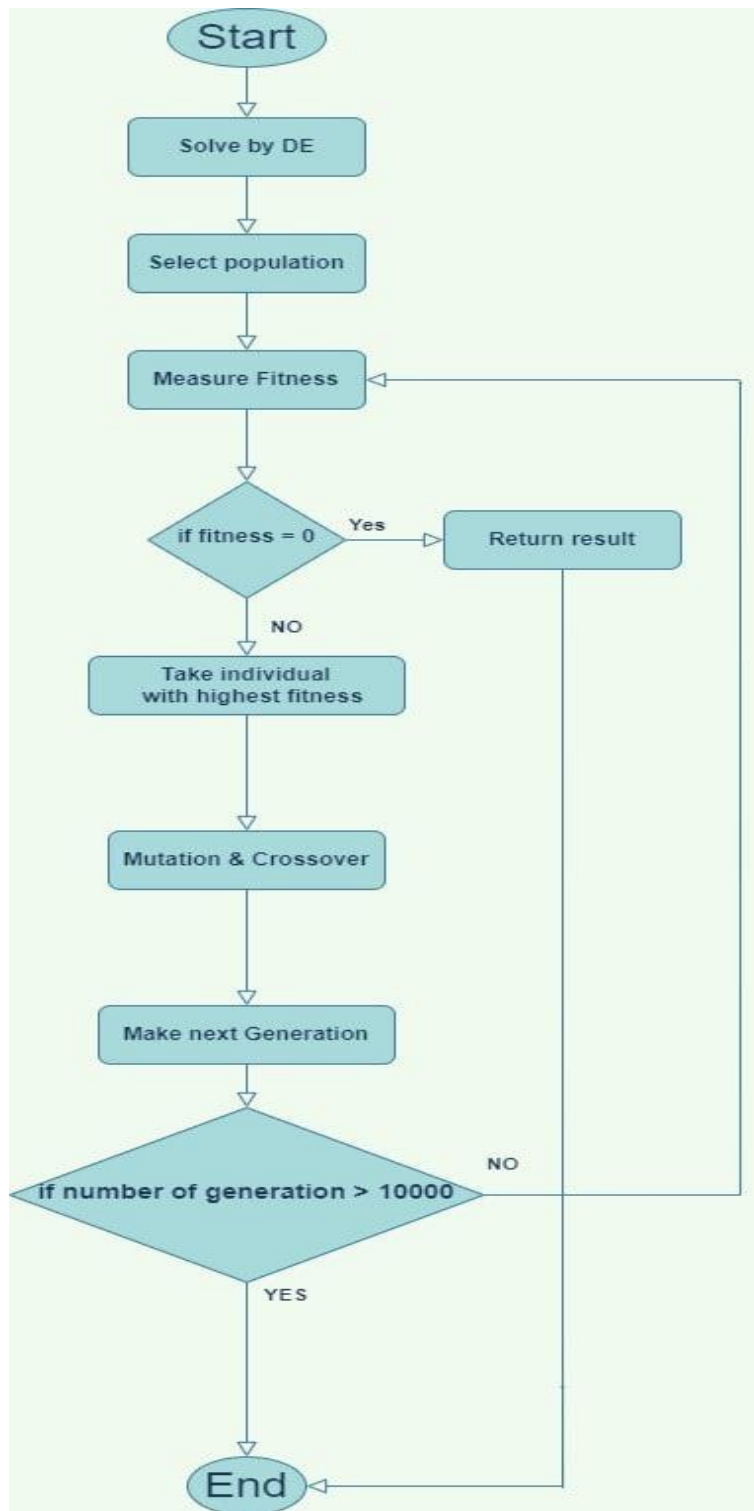 Start
Solve by DE
Select population
Measure Fitness
if fitness = 0
Yes
Return result
NO
Take individual
with highest fitness
Mutation & Crossover
Make next Generation
if number of generation > 10000
NO
YES
End